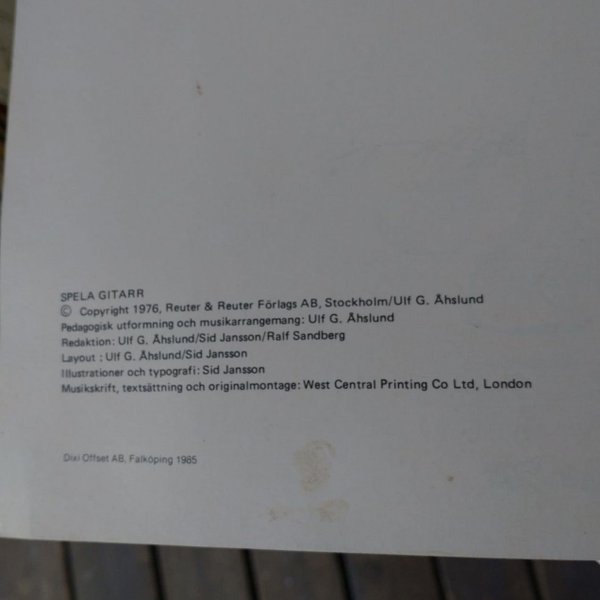 SPELA GITARR
© Copyright 1976, Reuter & Reuter Förlags AB, Stockholm/Ulf G. Åhslund
Pedagogisk utformning och musikarrangemang: Ulf G. Åhslund
Redaktion: Ulf G. Åhslund/Sid Jansson/Ralf Sandberg
Layout : Ulf G. Åhslund/Sid Jansson
Illustrationer och typografi: Sid Jansson
Musikskrift, textsättning och originalmontage: West Central Printing Co Ltd, London
Dixi Offset AB, Falköping 1985